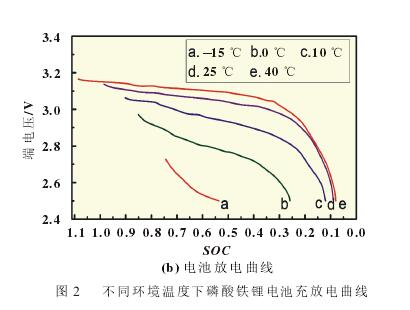 3.4
3.2
3.0
2.8
2.6
2.4
端电压/V
a. –15 ℃ b.0 ℃ c.10 ℃
d. 25 ℃ e. 40 ℃
a b c d e
1.1 1.0 0.9 0.8 0.7 0.6 0.5 0.4 0.3 0.2 0.1 0.0
SOC
(b) 电池放电曲线
图 2 不同环境温度下磷酸铁锂电池充放电曲线